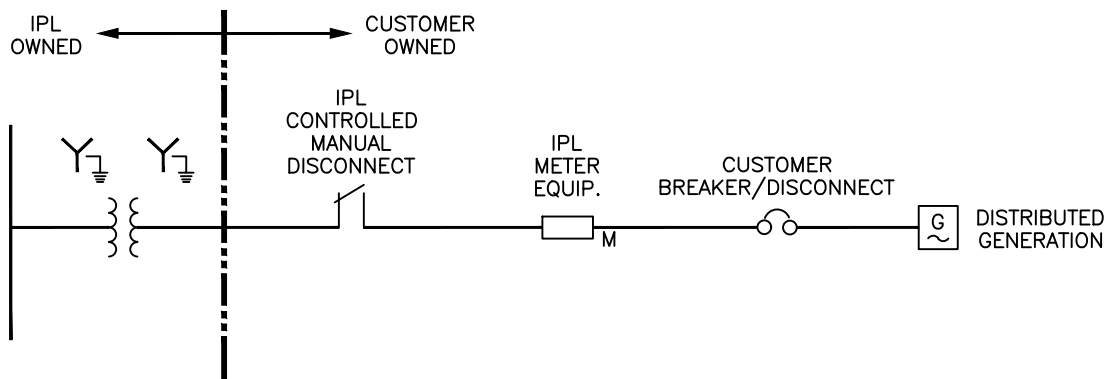 IPL
OWNED
CUSTOMER
OWNED
IPL
CONTROLLED
MANUAL
DISCONNECT
IPL
METER
EQUIP.
M
CUSTOMER
BREAKER/DISCONNECT
G
DISTRIBUTED
GENERATION